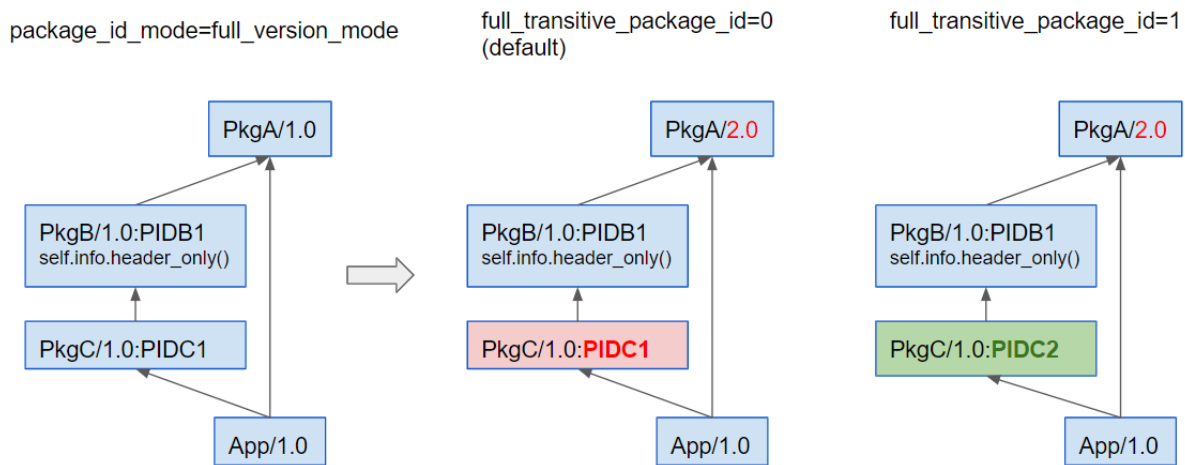 package_id_mode=full_version_mode
PkgA/1.0
PkgB/1.0:PIDB1
self.info.header_only()
PkgC/1.0:PIDC1
App/1.0
full_transitive_package_id=0
(default)
PkgA/2.0
PkgB/1.0:PIDB1
self.info.header_only()
PkgC/1.0:PIDC1
App/1.0
full_transitive_package_id=1
PkgA/2.0
PkgB/1.0:PIDB1
self.info.header_only()
PkgC/1.0:PIDC2
App/1.0